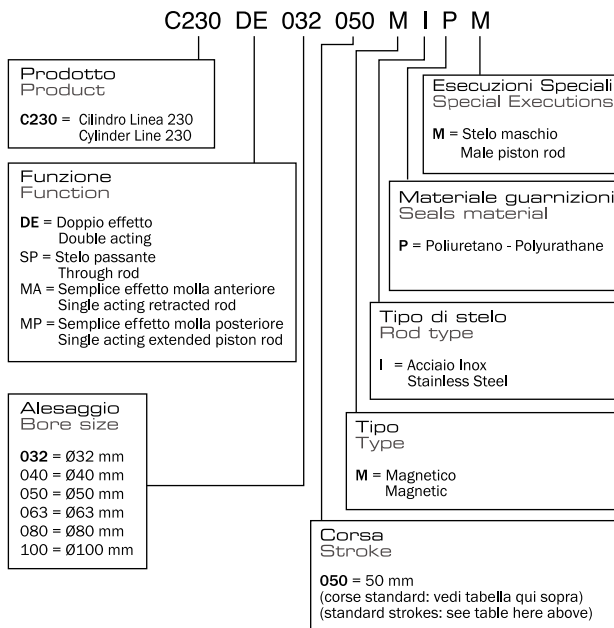 C230 DE 032 050 M I P M
Prodotto
Product
C230 = Cilindro Linea 230
Cylinder Line 230
Funzione
Function
DE = Doppio effetto
Double acting
SP = Stelo passante
Through rod
MA = Semplice effetto molla anteriore
Single acting retracted rod
MP = Semplice effetto molla posteriore
Single acting extended piston rod
Alesaggio
Bore size
032 = Ø32 mm
040 = Ø40 mm
050 = Ø50 mm
063 = Ø63 mm
080 = Ø80 mm
100 = Ø100 mm
Esecuzioni Speciali
Special Executions
M = Stelo maschio
Male piston rod
Materiale guarnizioni
Seals material
P = Poliuretano - Polyurathane
Tipo di stelo
Rod type
I = Acciaio Inox
Stainless Steel
Tipo
Type
M = Magnetico
Magnetic
Corsa
Stroke
050 = 50 mm
(corse standard: vedi tabella qui sopra)
(standard strokes: see table here above)